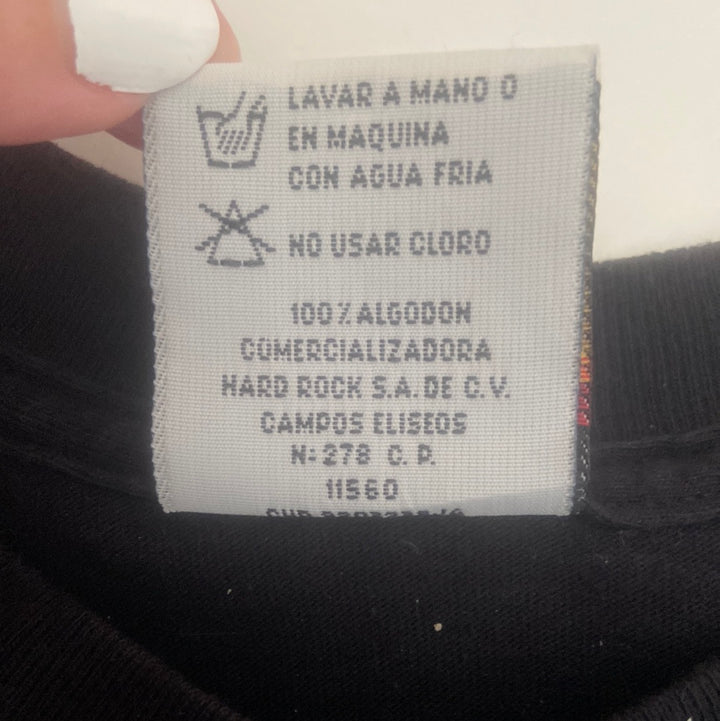 LAVAR A MANO O
EN MAQUINA
CON AGUA FRIA
NO USAR CLORO
100% ALGODON
COMERCIALIZADORA
HARD ROCK S.A. DE C.V.
CAMPOS ELISEOS
N: 278 C. P.
11560